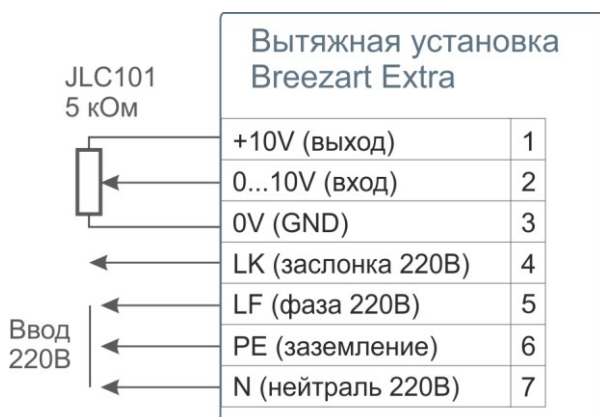 Вытяжная установка
Breezart Extra
JLC101
5 кОм
+10V (выход) 1
0...10V (вход) 2
0V (GND) 3
LK (заслонка 220В) 4
LF (фаза 220В) 5
PE (заземление) 6
N (нейтраль 220В) 7
Ввод
220В